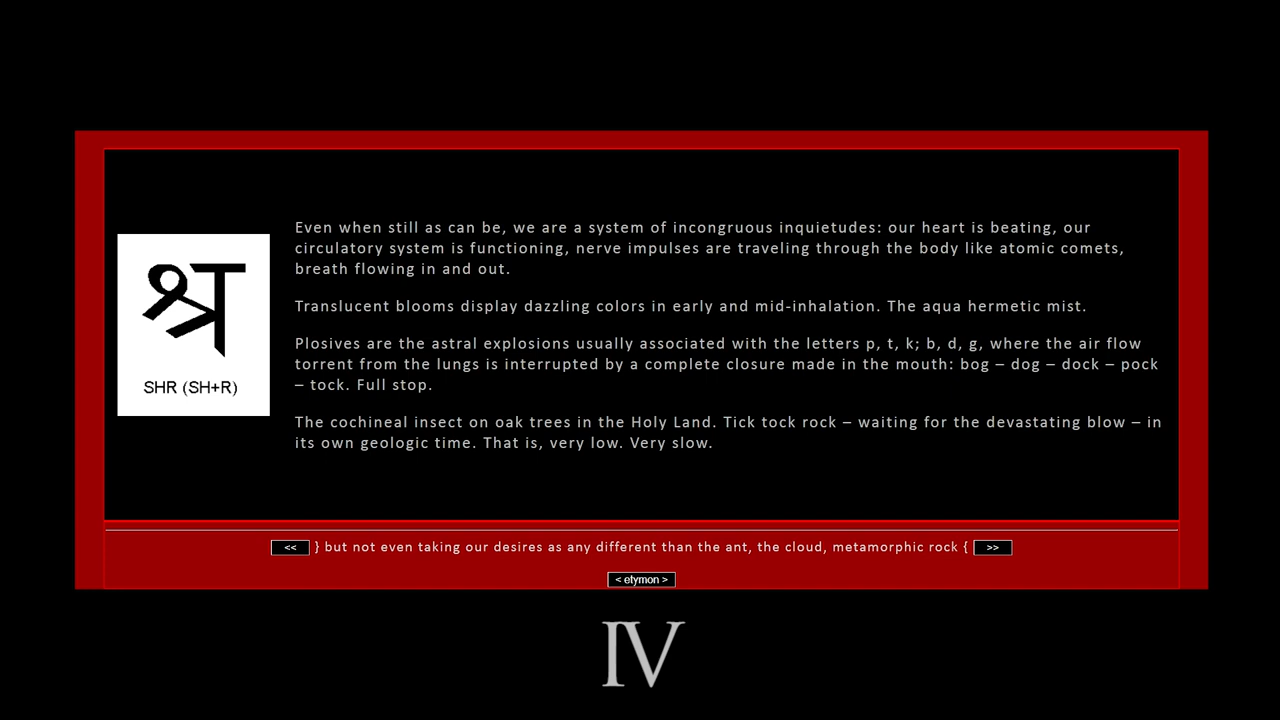 श्र
SHR (SH+R)
Even when still as can be, we are a system of incongruous inquietudes: our heart is beating, our
circulatory system is functioning, nerve impulses are traveling through the body like atomic comets,
breath flowing in and out.
Translucent blooms display dazzling colors in early and mid-inhalation. The aqua hermetic mist.
Plosives are the astral explosions usually associated with the letters p, t, k; b, d, g, where the air flow
torrent from the lungs is interrupted by a complete closure made in the mouth: bog – dog – dock – pock
– tock. Full stop.
The cochineal insect on oak trees in the Holy Land. Tick tock rock – waiting for the devastating blow – in
its own geologic time. That is, very low. Very slow.
<< } but not even taking our desires as any different than the ant, the cloud, metamorphic rock { >>
< etymon >
IV